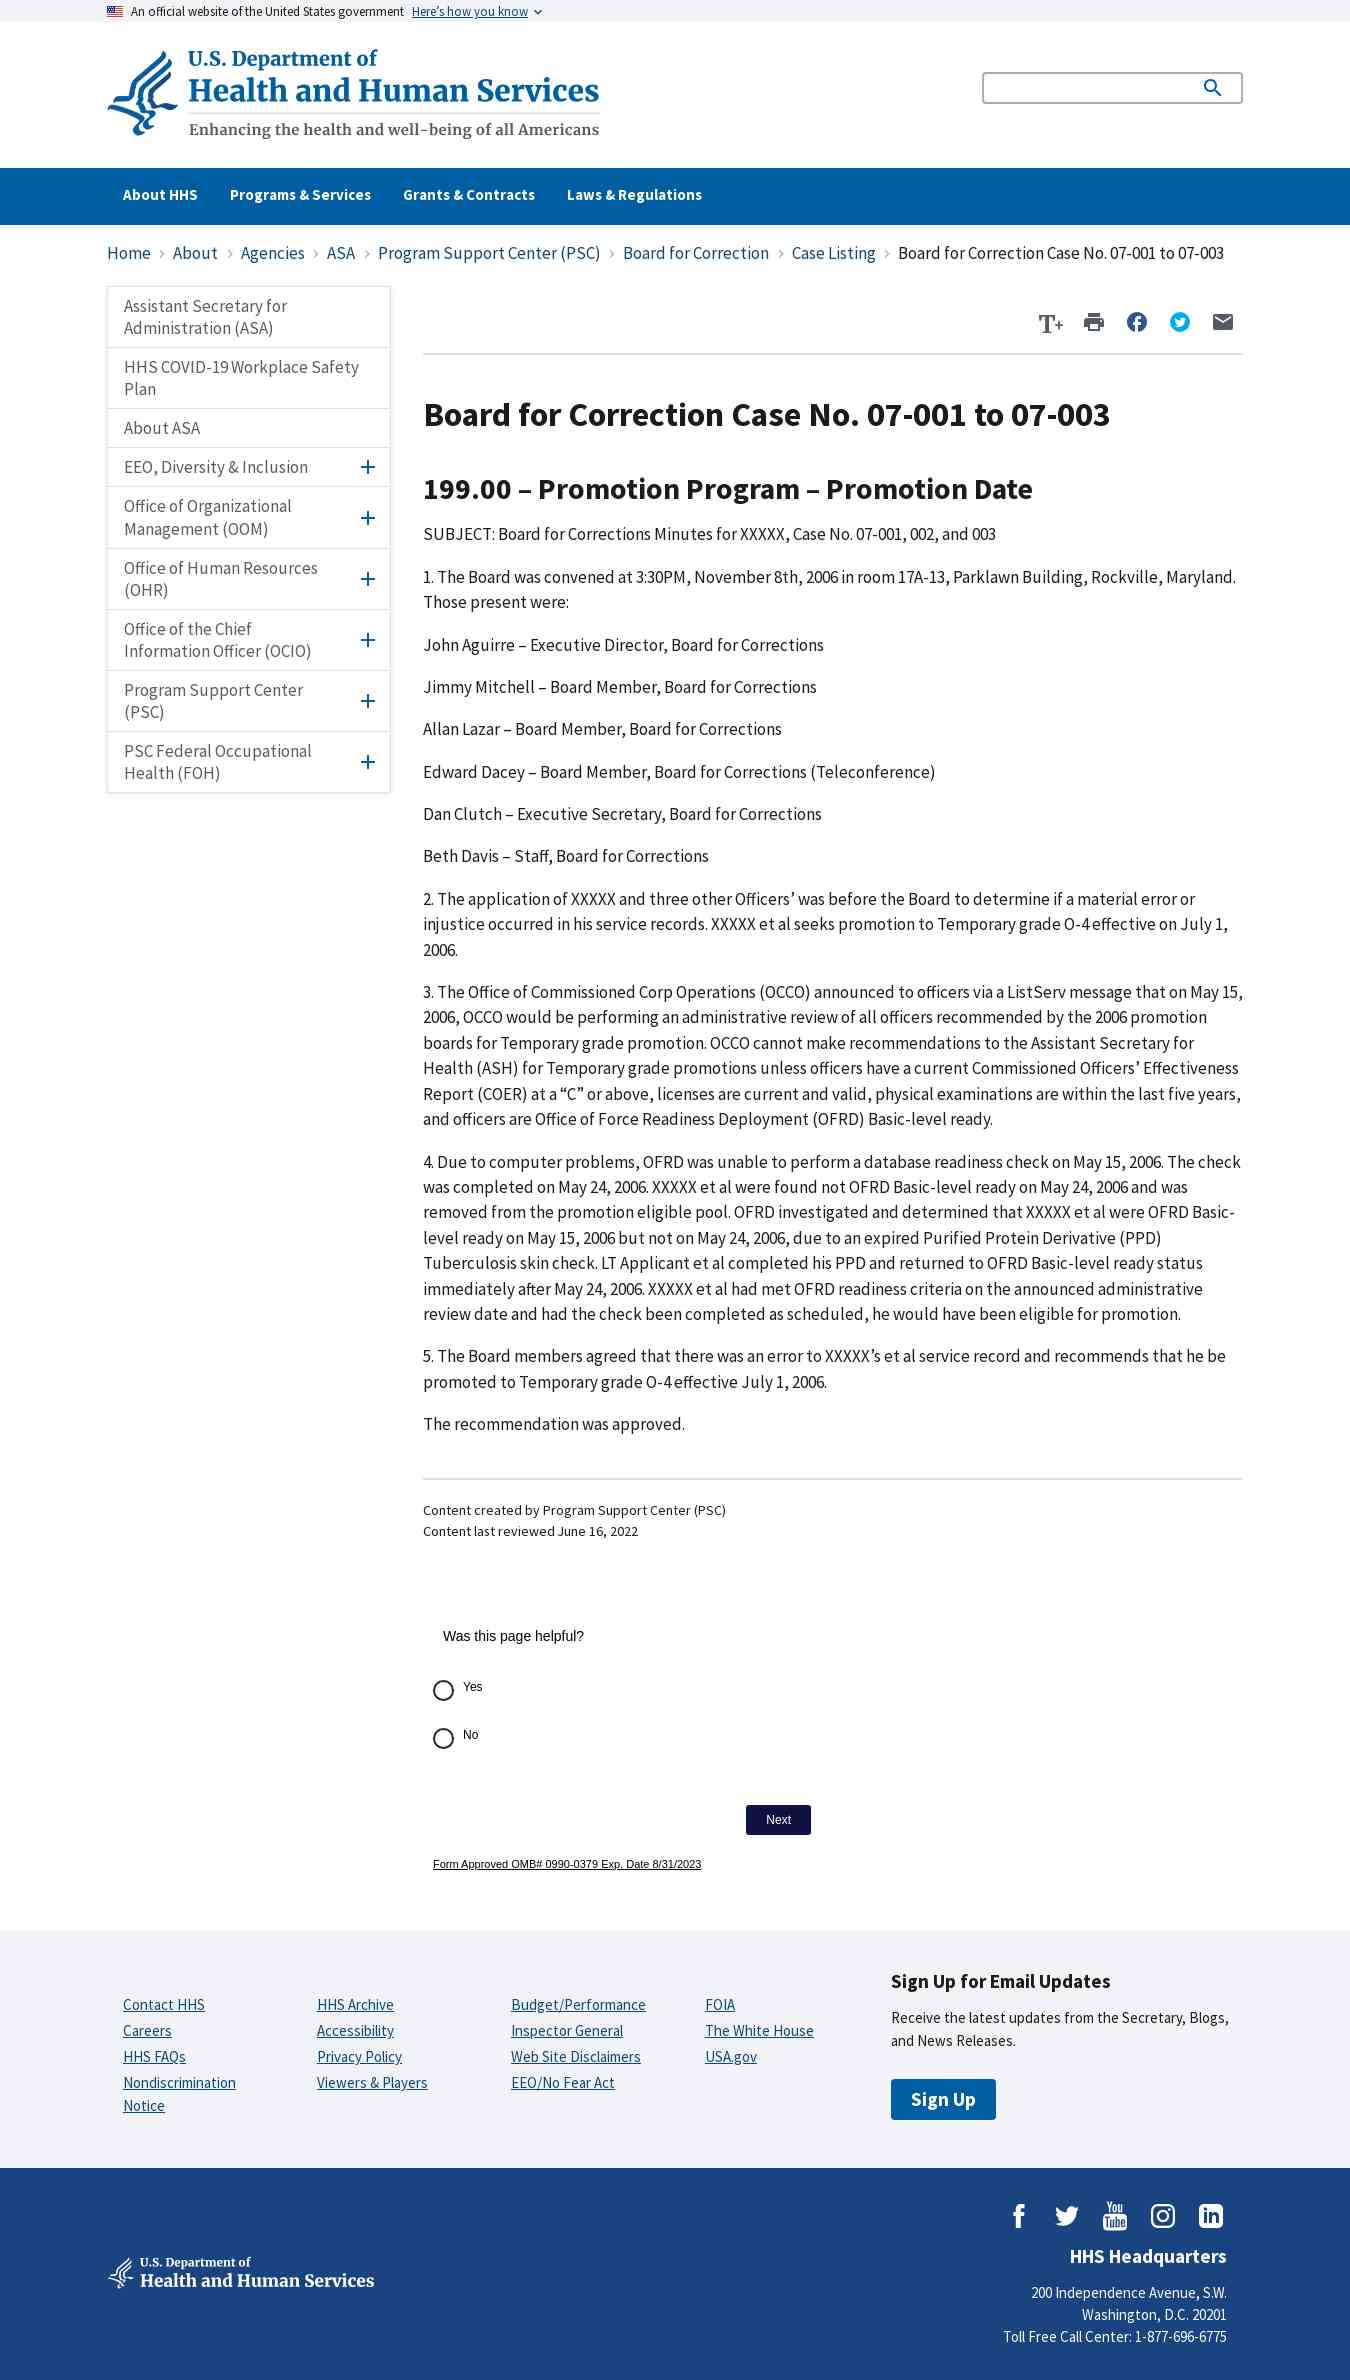 An official website of the United States government Here’s how you know
U.S. Department of
Health and Human Services
Enhancing the health and well-being of all Americans
About HHS Programs & Services Grants & Contracts Laws & Regulations
Home About Agencies ASA Program Support Center (PSC) Board for Correction Case Listing Board for Correction Case No. 07-001 to 07-003
Assistant Secretary for
Administration (ASA)
HHS COVID-19 Workplace Safety
Plan
About ASA
EEO, Diversity & Inclusion
Office of Organizational
Management (OOM)
Office of Human Resources
(OHR)
Office of the Chief
Information Officer (OCIO)
Program Support Center
(PSC)
PSC Federal Occupational
Health (FOH)
T+
Board for Correction Case No. 07-001 to 07-003
199.00 – Promotion Program – Promotion Date
SUBJECT: Board for Corrections Minutes for XXXXX, Case No. 07-001, 002, and 003
1. The Board was convened at 3:30PM, November 8th, 2006 in room 17A-13, Parklawn Building, Rockville, Maryland.
Those present were:
John Aguirre – Executive Director, Board for Corrections
Jimmy Mitchell – Board Member, Board for Corrections
Allan Lazar – Board Member, Board for Corrections
Edward Dacey – Board Member, Board for Corrections (Teleconference)
Dan Clutch – Executive Secretary, Board for Corrections
Beth Davis – Staff, Board for Corrections
2. The application of XXXXX and three other Officers’ was before the Board to determine if a material error or
injustice occurred in his service records. XXXXX et al seeks promotion to Temporary grade O-4 effective on July 1,
2006.
3. The Office of Commissioned Corp Operations (OCCO) announced to officers via a ListServ message that on May 15,
2006, OCCO would be performing an administrative review of all officers recommended by the 2006 promotion
boards for Temporary grade promotion. OCCO cannot make recommendations to the Assistant Secretary for
Health (ASH) for Temporary grade promotions unless officers have a current Commissioned Officers’ Effectiveness
Report (COER) at a “C” or above, licenses are current and valid, physical examinations are within the last five years,
and officers are Office of Force Readiness Deployment (OFRD) Basic-level ready.
4. Due to computer problems, OFRD was unable to perform a database readiness check on May 15, 2006. The check
was completed on May 24, 2006. XXXXX et al were found not OFRD Basic-level ready on May 24, 2006 and was
removed from the promotion eligible pool. OFRD investigated and determined that XXXXX et al were OFRD Basic-
level ready on May 15, 2006 but not on May 24, 2006, due to an expired Purified Protein Derivative (PPD)
Tuberculosis skin check. LT Applicant et al completed his PPD and returned to OFRD Basic-level ready status
immediately after May 24, 2006. XXXXX et al had met OFRD readiness criteria on the announced administrative
review date and had the check been completed as scheduled, he would have been eligible for promotion.
5. The Board members agreed that there was an error to XXXXX’s et al service record and recommends that he be
promoted to Temporary grade O-4 effective July 1, 2006.
The recommendation was approved.
Content created by Program Support Center (PSC)
Content last reviewed June 16, 2022
Was this page helpful?
Yes
No
Next
Form Approved OMB# 0990-0379 Exp. Date 8/31/2023
Contact HHS
Careers
HHS FAQs
Nondiscrimination
Notice
HHS Archive
Accessibility
Privacy Policy
Viewers & Players
Budget/Performance
Inspector General
Web Site Disclaimers
EEO/No Fear Act
FOIA
The White House
USA.gov
Sign Up for Email Updates
Receive the latest updates from the Secretary, Blogs,
and News Releases.
Sign Up
You
Tube
in
U.S. Department of
Health and Human Services
HHS Headquarters
200 Independence Avenue, S.W.
Washington, D.C. 20201
Toll Free Call Center: 1-877-696-6775